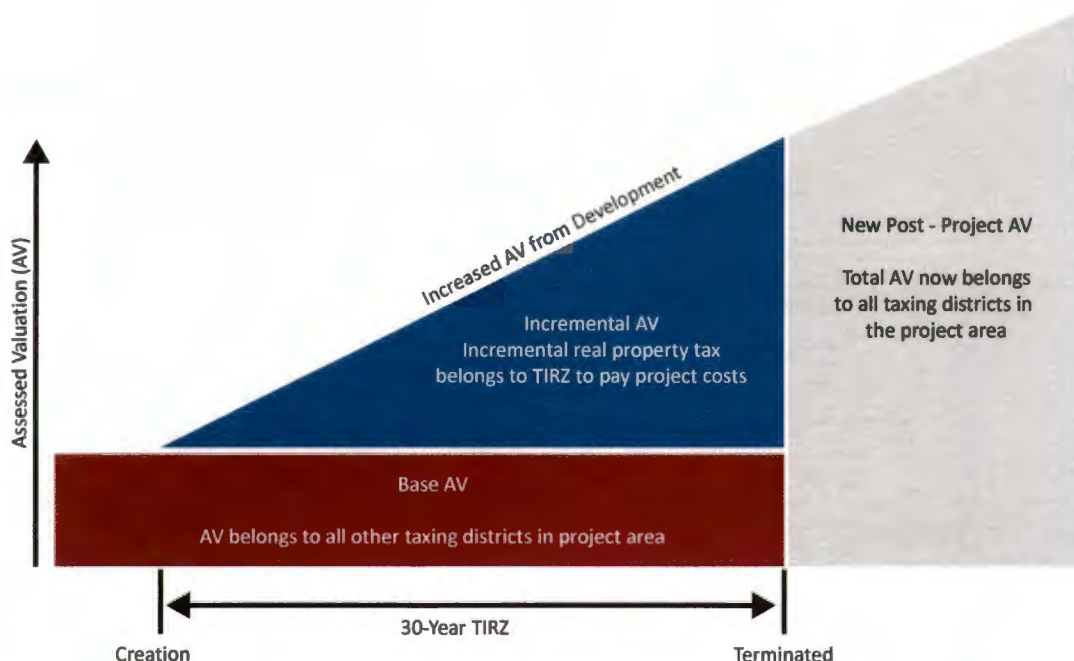 Assessed Valuation (AV)
Increased AV from Development
Incremental AV
Incremental real property tax
belongs to TIRZ to pay project costs
New Post - Project AV
Total AV now belongs
to all taxing districts in
the project area
Base AV
AV belongs to all other taxing districts in project area
30-Year TIRZ
Creation
Terminated